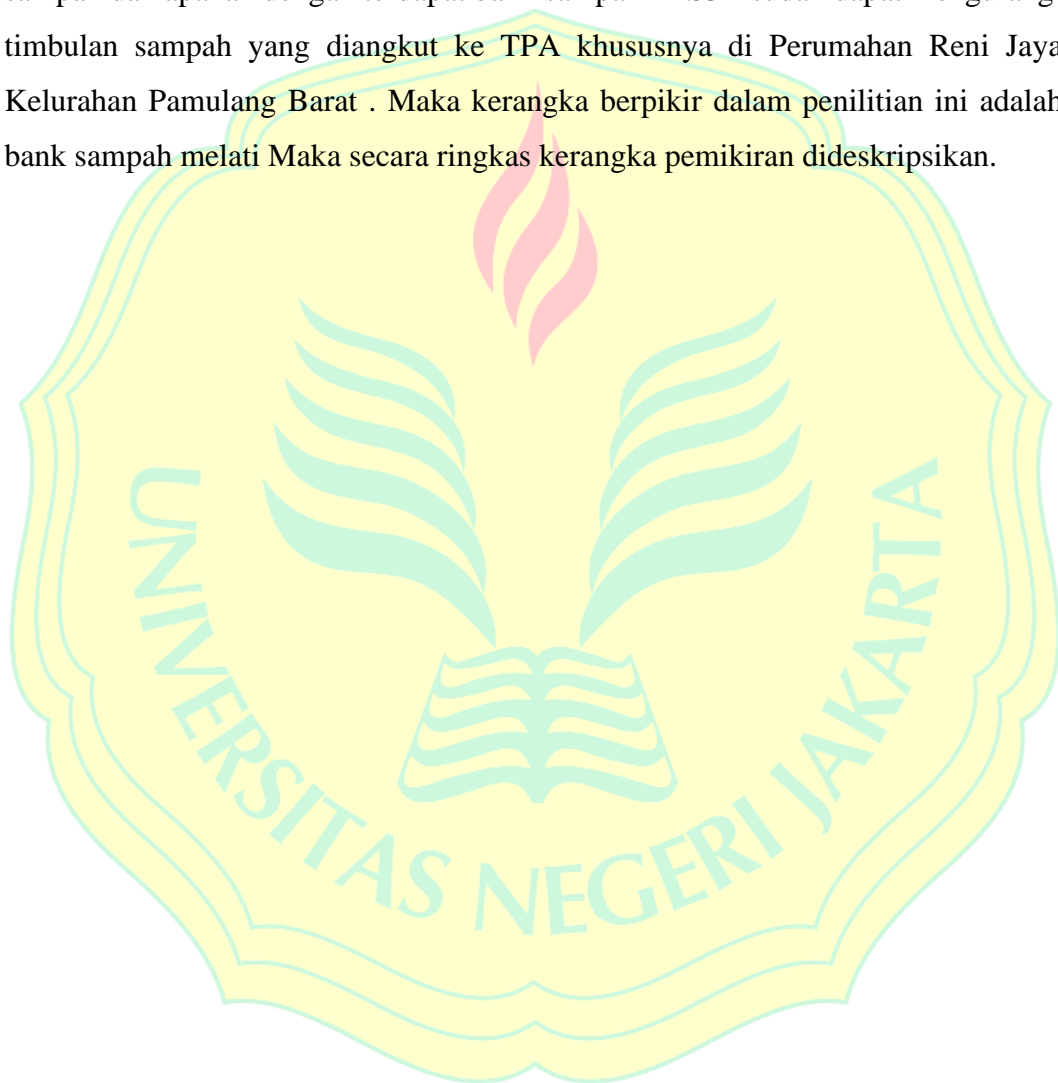 timbulan sampah yang diangkut ke TPA khususnya di Perumahan Reni Jaya
Kelurahan Pamulang Barat . Maka kerangka berpikir dalam penilitian ini adalah
bank sampah melati Maka secara ringkas kerangka pemikiran dideskripsikan.
UNIVERSITAS NEGERI JAKARTA